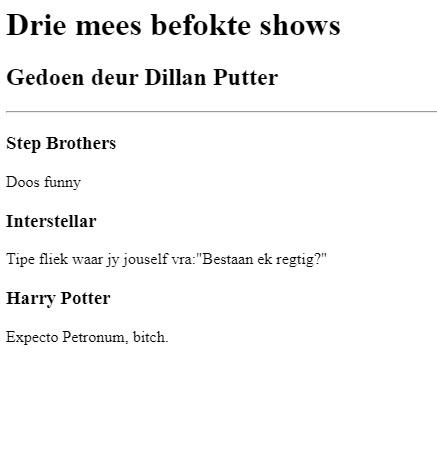 Drie mees befokte shows
Gedoen deur Dillan Putter
Step Brothers
Doos funny
Interstellar
Tipe fliek waar jy jouself vra:"Bestaan ek regtig?"
Harry Potter
Expecto Petronum, bitch.